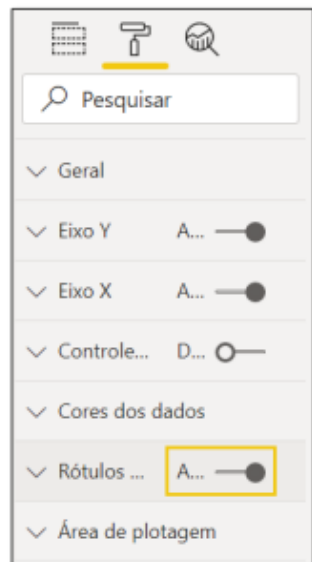 Pesquisar
Geral
Eixo Y A...
Eixo X A...
Controle... D...
Cores dos dados
Rótulos ... A...
Área de plotagem